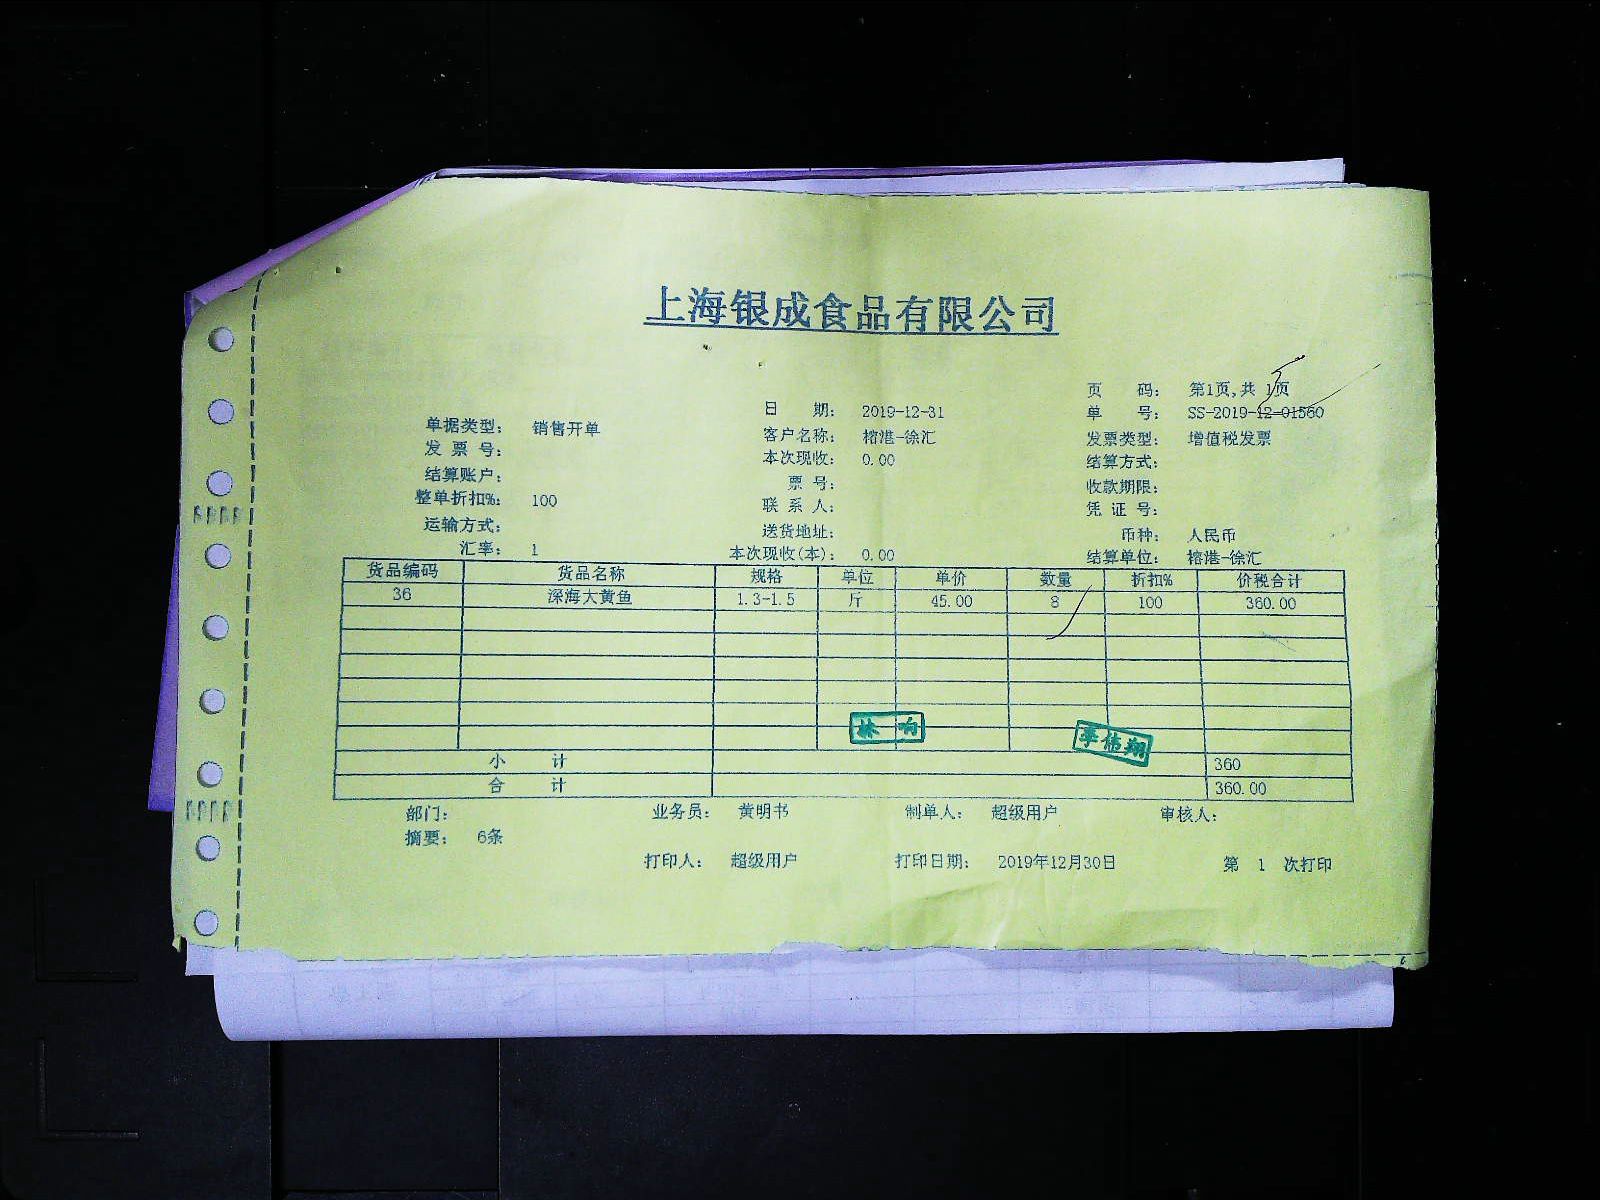 上海银成食品有限公司
页 码: 第1页,共 1页
单据类型: 销售开单 日 期: 2019-12-31 单 号: SS-2019-12-01560
发 票 号: 客户名称: 榕港-徐汇 发票类型: 增值税发票
结算账户: 本次现收: 0.00 结算方式:
整单折扣%: 100 票 号: 收款期限:
运输方式: 联 系 人: 凭 证 号:
送货地址: 币种: 人民币
汇率: 1 本次现收(本): 0.00 结算单位: 榕港-徐汇
货品编码 货品名称 规格 单位 单价 数量 折扣% 价税合计
36 深海大黄鱼 1.3-1.5 斤 45.00 8 100 360.00
林响 李伟翔
小 计 360
合 计 360.00
部门: 业务员: 黄明书 制单人: 超级用户 审核人:
摘要: 6条
打印人: 超级用户 打印日期: 2019年12月30日 第 1 次打印